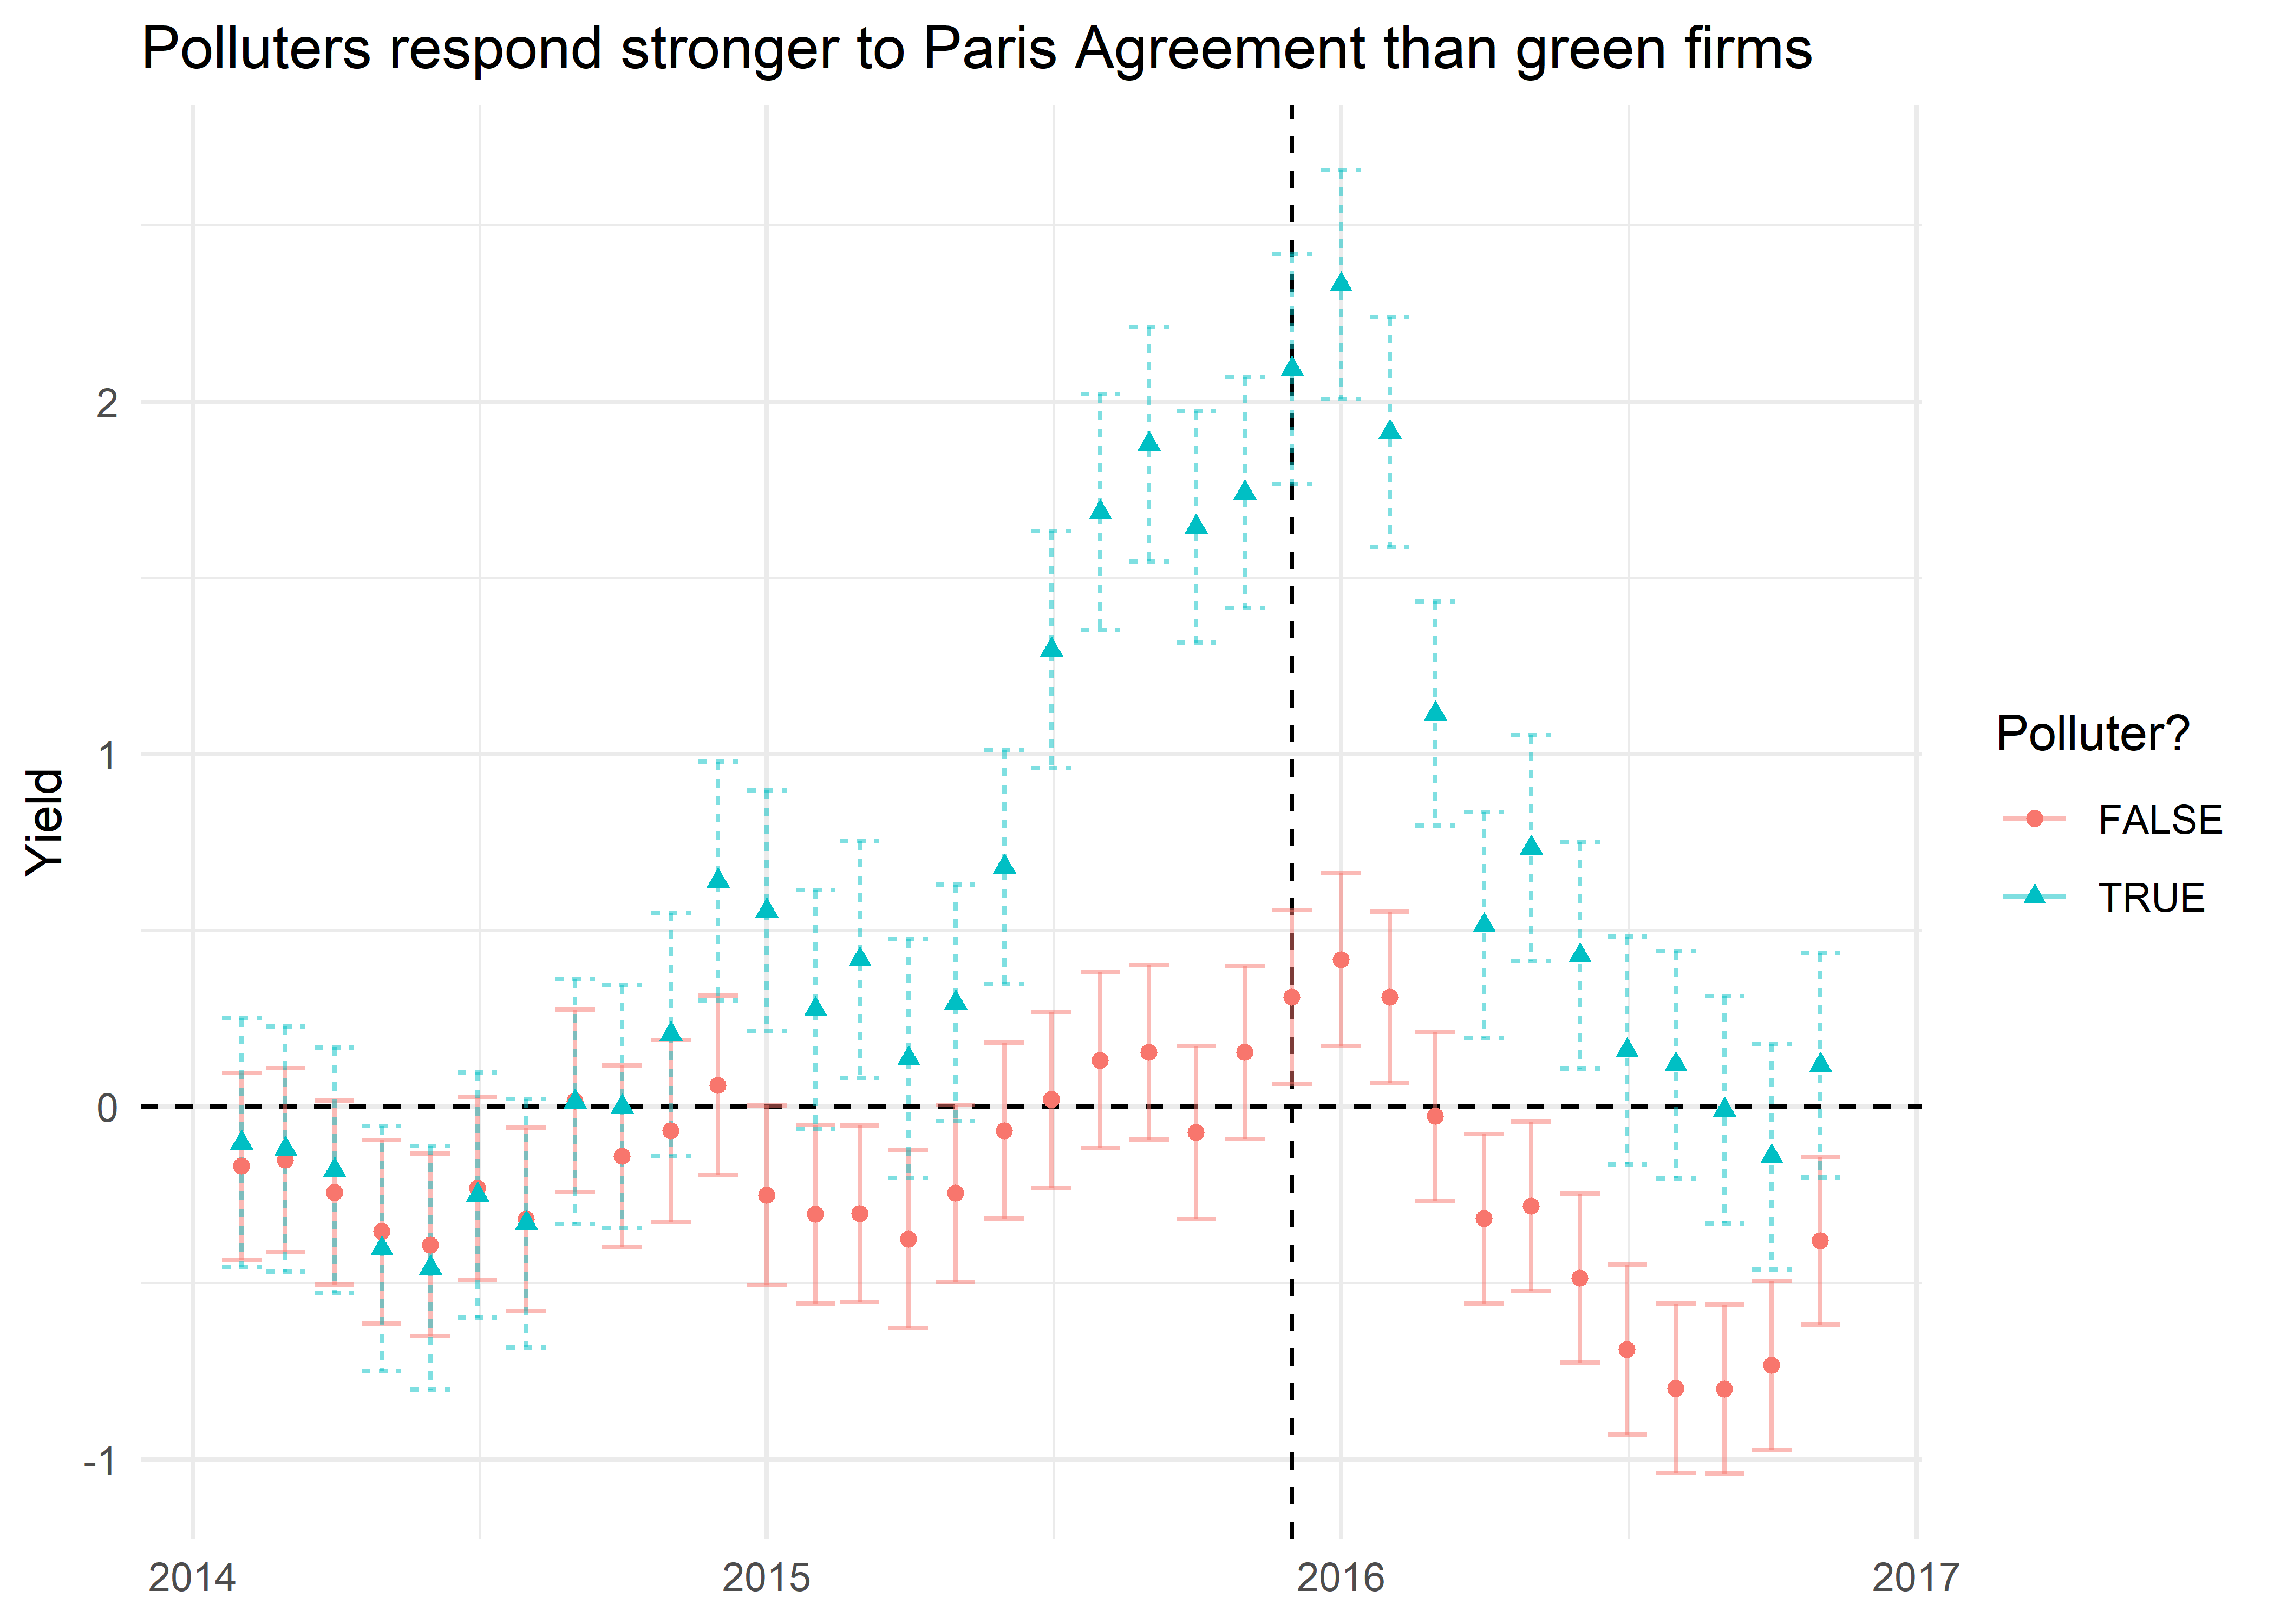 Polluters respond stronger to Paris Agreement than green firms
2
1
0
-1
Yield
2014
2015
2016
2017
Polluter?
FALSE
TRUE